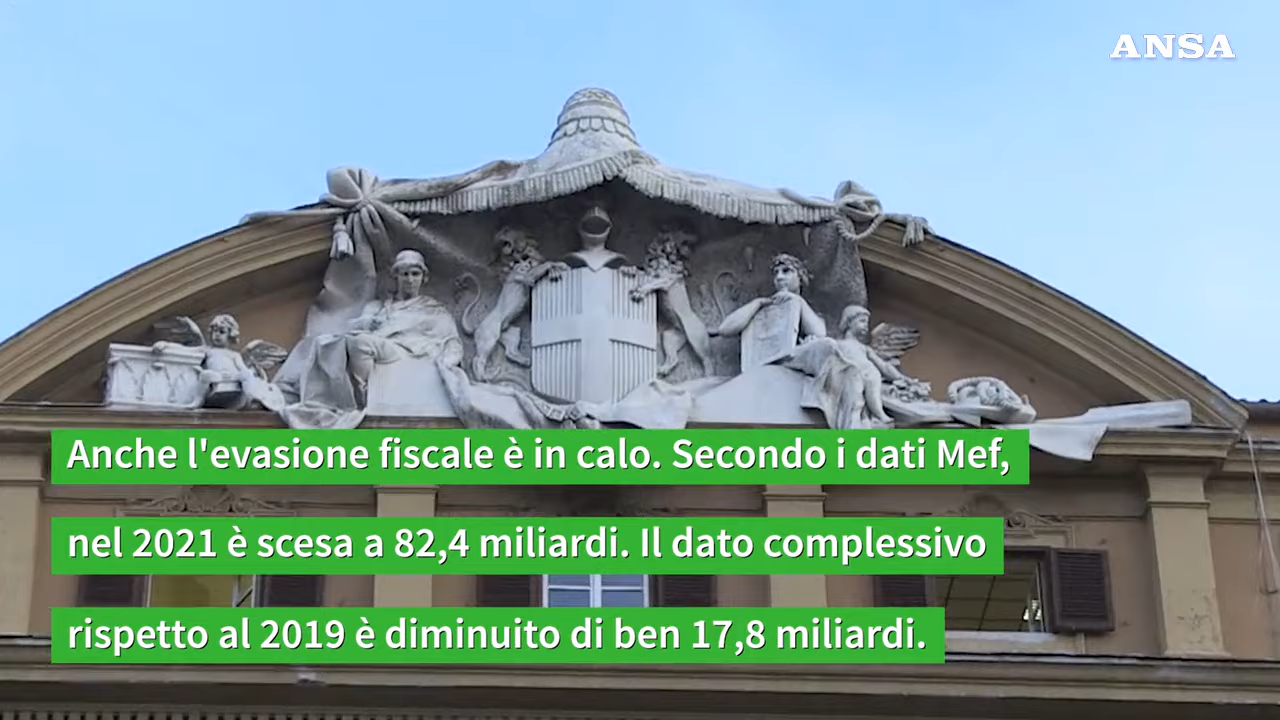 ANSA
Anche l'evasione fiscale è in calo. Secondo i dati Mef,
nel 2021 è scesa a 82,4 miliardi. Il dato complessivo
rispetto al 2019 è diminuito di ben 17,8 miliardi.